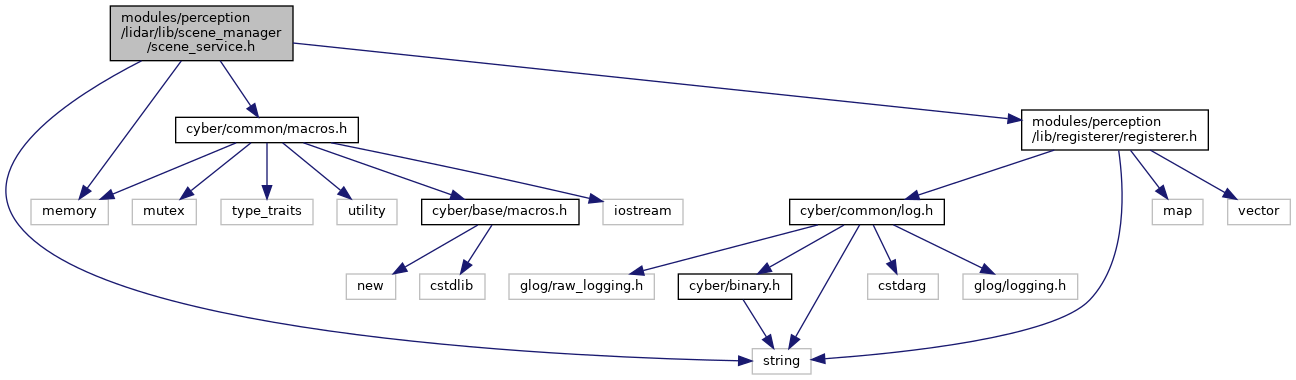 modules/perception
/lidar/lib/scene_manager
/scene_service.h
modules/perception
/lib/registerer/registerer.h
cyber/common/macros.h
memory
mutex
type_traits
utility
cyber/base/macros.h
iostream
cyber/common/log.h
map
vector
new
cstdlib
glog/raw_logging.h
cyber/binary.h
cstdarg
glog/logging.h
string